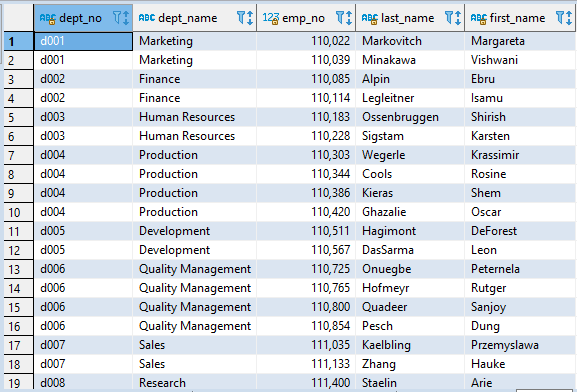 ABC dept_no ABC dept_name 123 emp_no ABC last_name ABC first_name
1 d001 Marketing 110,022 Markovitch Margareta
2 d001 Marketing 110,039 Minakawa Vishwani
3 d002 Finance 110,085 Alpin Ebru
4 d002 Finance 110,114 Legleitner Isamu
5 d003 Human Resources 110,183 Ossenbruggen Shirish
6 d003 Human Resources 110,228 Sigstam Karsten
7 d004 Production 110,303 Wegerle Krassimir
8 d004 Production 110,344 Cools Rosine
9 d004 Production 110,386 Kieras Shem
10 d004 Production 110,420 Ghazalie Oscar
11 d005 Development 110,511 Hagimont DeForest
12 d005 Development 110,567 DasSarma Leon
13 d006 Quality Management 110,725 Onuegbe Peternela
14 d006 Quality Management 110,765 Hofmeyr Rutger
15 d006 Quality Management 110,800 Quadeer Sanjoy
16 d006 Quality Management 110,854 Pesch Dung
17 d007 Sales 111,035 Kaelbling Przemyslawa
18 d007 Sales 111,133 Zhang Hauke
19 d008 Research 111,400 Staelin Arie